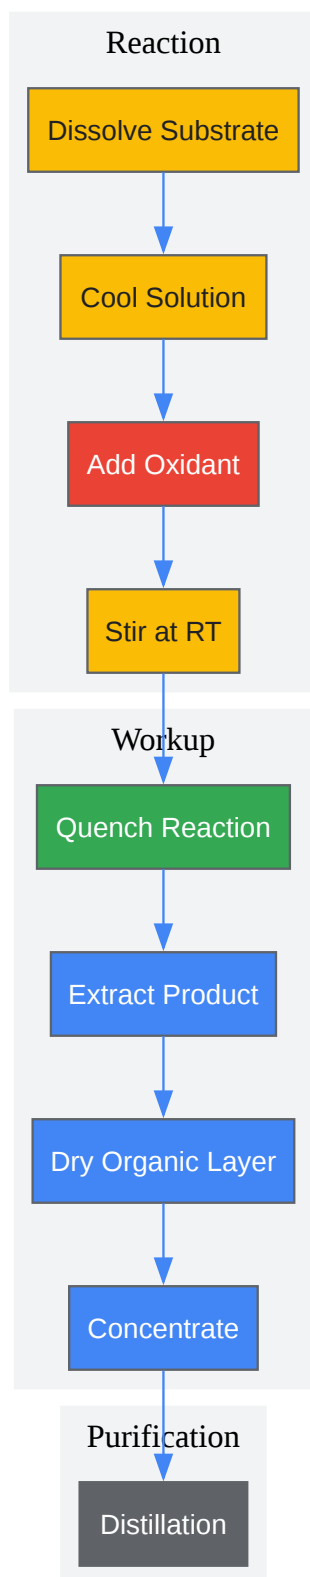 Reaction
Dissolve Substrate
Cool Solution
Add Oxidant
Stir at RT
Workup
Quench Reaction
Extract Product
Dry Organic Layer
Concentrate
Purification
Distillation